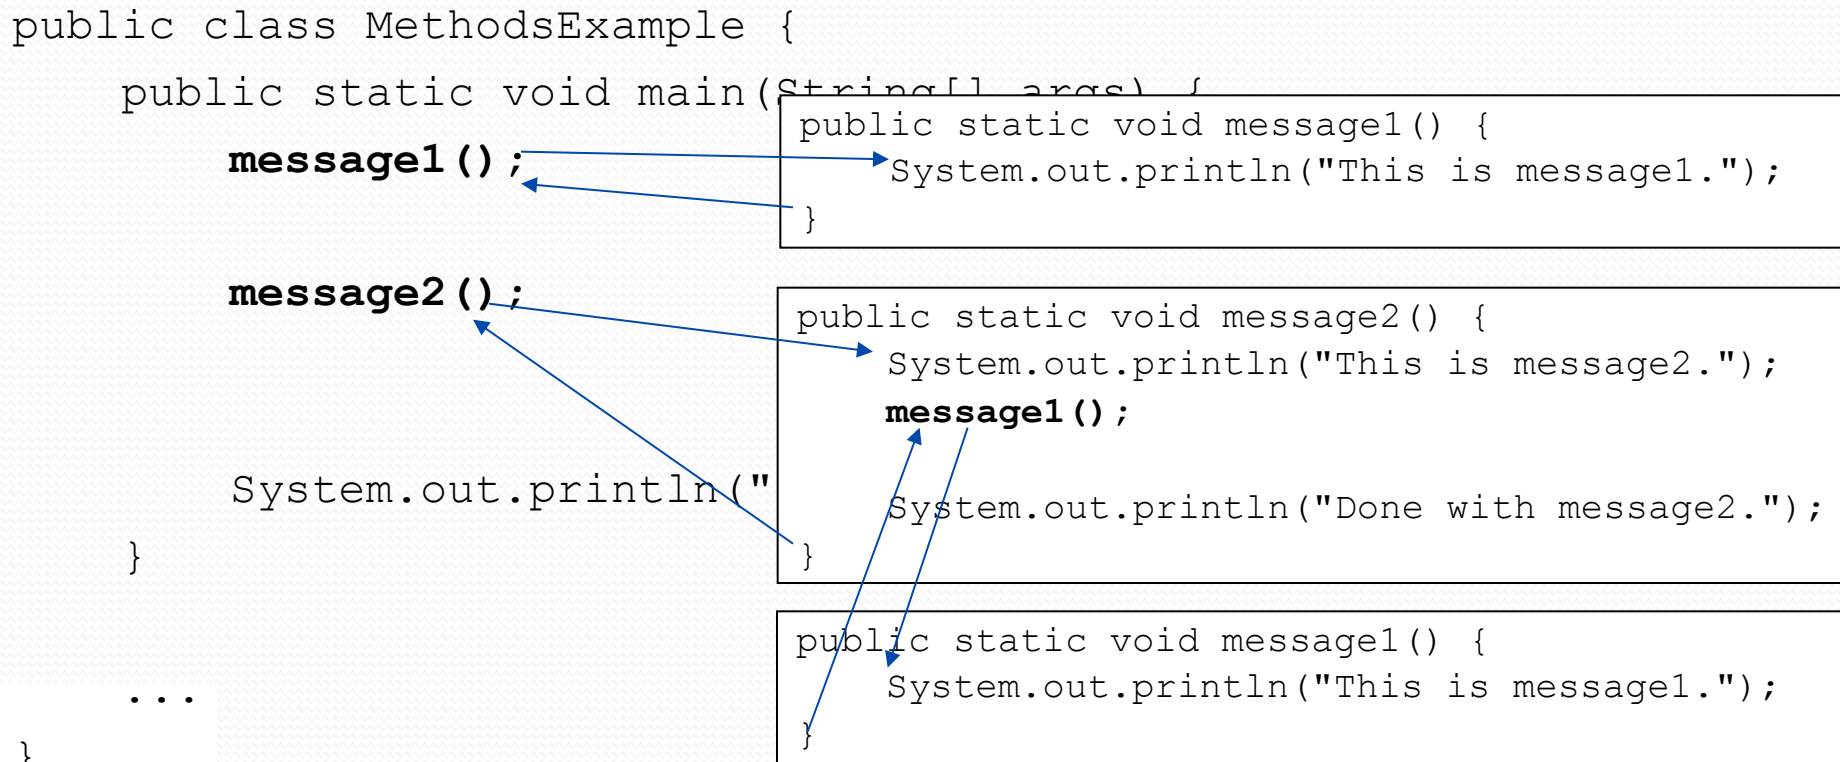 public class MethodsExample {
public static void main(String[] args) {
message1();
message2();
System.out.println("
}
...
}
public static void message1() {
System.out.println("This is message1.");
}
public static void message2() {
System.out.println("This is message2.");
message1();
System.out.println("Done with message2.");
}
public static void message1() {
System.out.println("This is message1.");
}